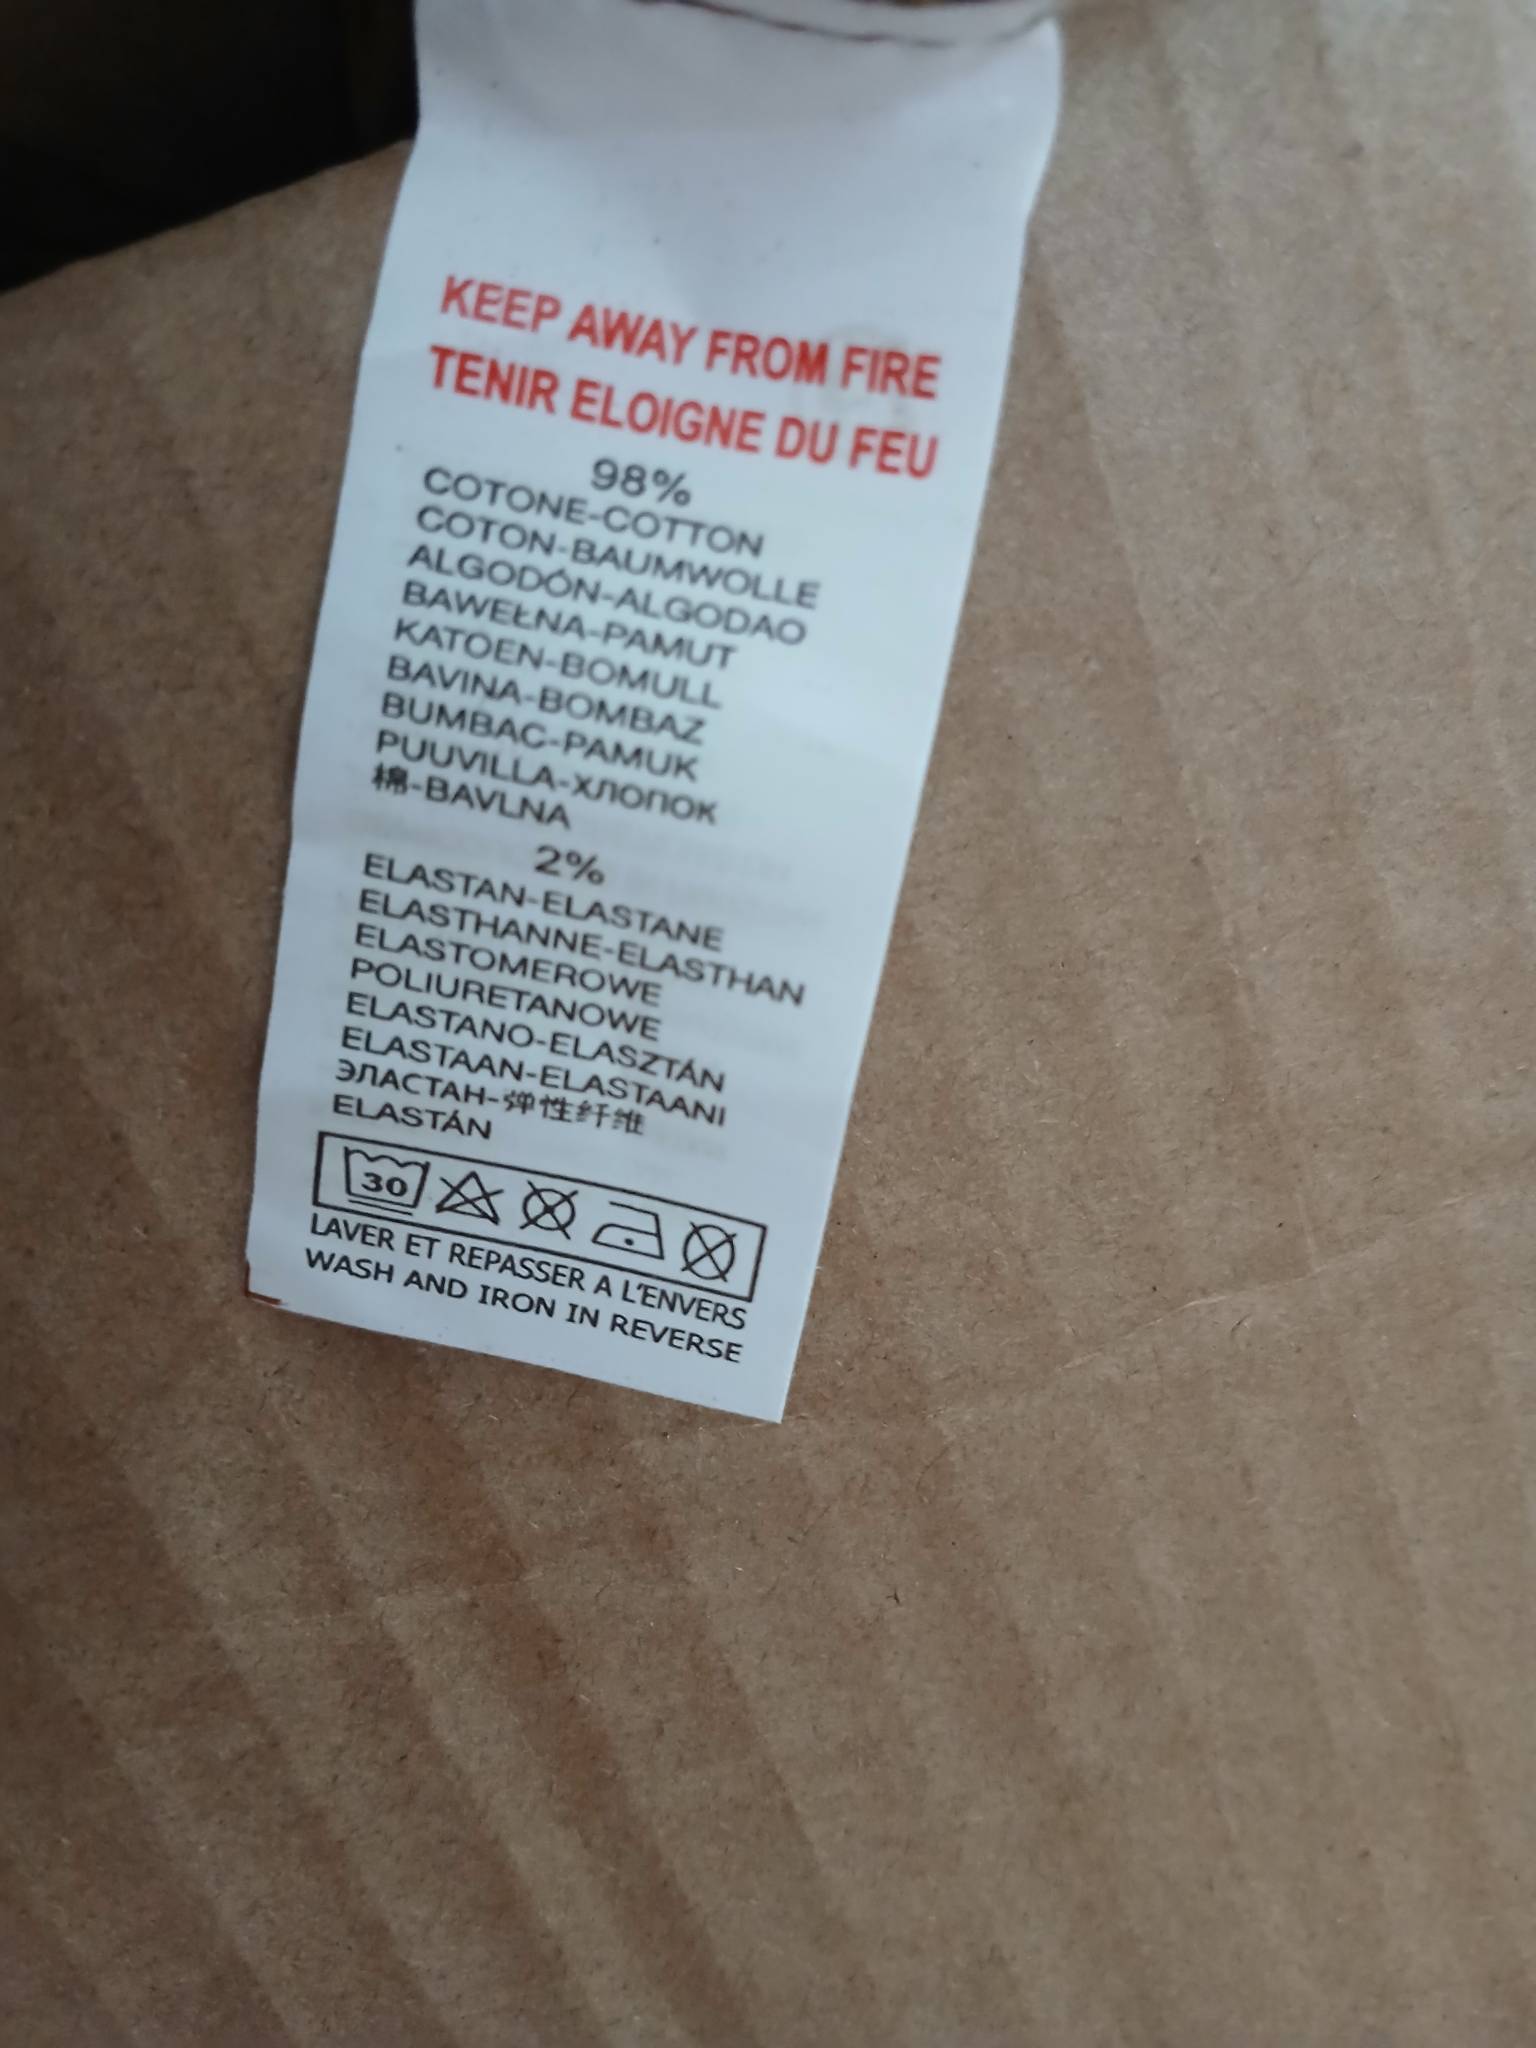 KEEP AWAY FROM FIRE
TENIR ELOIGNE DU FEU
98%
COTONE-COTTON
COTON-BAUMWOLLE
ALGODÓN-ALGODAO
BAWEŁNA-PAMUT
KATOEN-BOMULL
BAVINA-BOMBAZ
BUMBAC-PAMUK
PUUVILLA-ХЛОПОК
棉-BAVLNA
2%
ELASTAN-ELASTANE
ELASTHANNE-ELASTHAN
ELASTOMEROWE
POLIURETANOWE
ELASTANO-ELASZTÁN
ELASTAAN-ELASTAANI
ЭЛАСТАН-弹性纤维
ELASTÁN
30
LAVER ET REPASSER A L'ENVERS
WASH AND IRON IN REVERSE